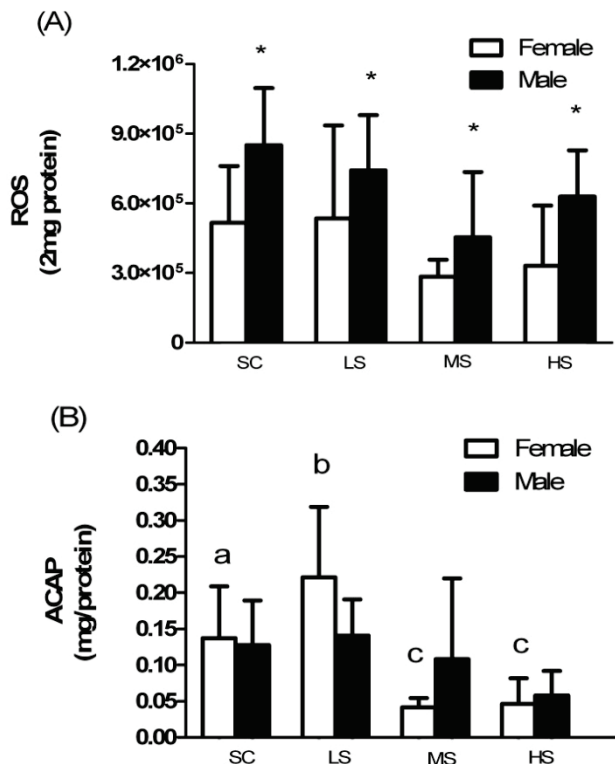 (A)
*
*
*
*
Female
Male
1.2×10⁶
9.0×10⁵
6.0×10⁵
3.0×10⁵
0
ROS
(2mg protein)
SC
LS
MS
HS
(B)
Female
Male
0.40
0.35
0.30
0.25
0.20
0.15
0.10
0.05
0.00
ACAP
(mg/protein)
a
b
c
c
SC
LS
MS
HS